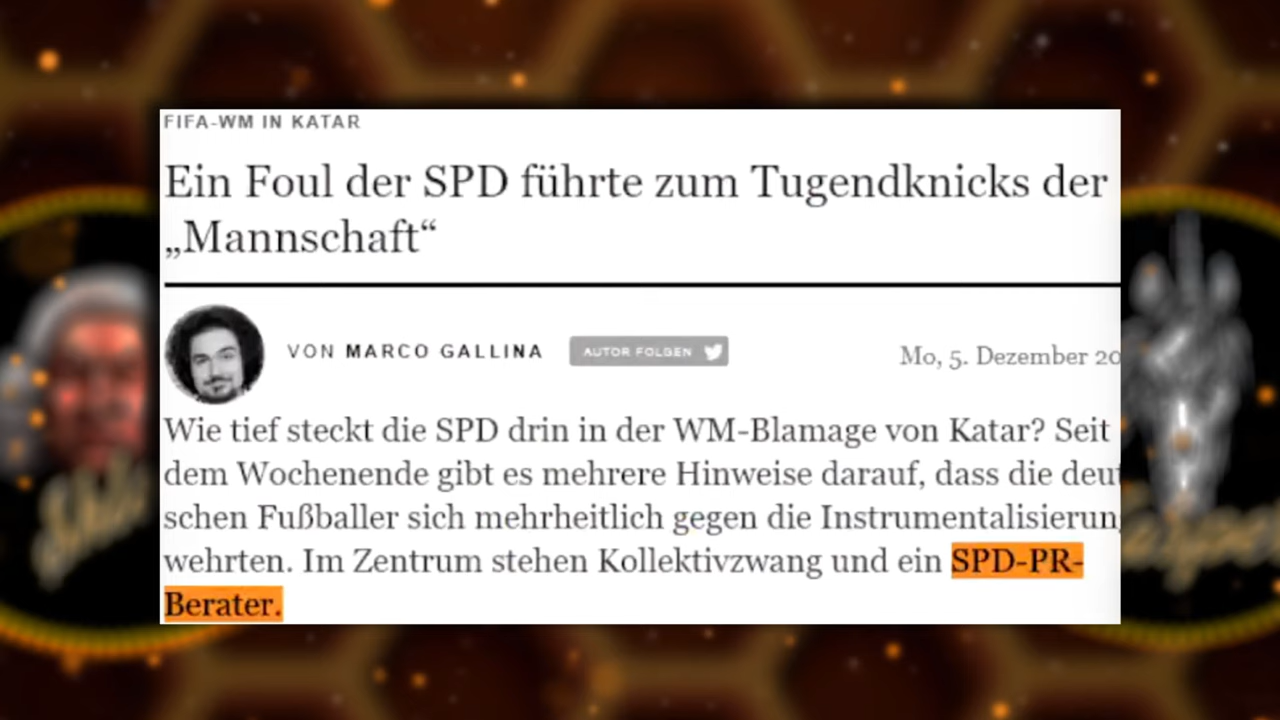 FIFA-WM IN KATAR
Ein Foul der SPD führte zum Tugendknicks der
„Mannschaft“
VON MARCO GALLINA
AUTOR FOLGEN
Mo, 5. Dezember 20
Wie tief steckt die SPD drin in der WM-Blamage von Katar? Seit
dem Wochenende gibt es mehrere Hinweise darauf, dass die deut
schen Fußballer sich mehrheitlich gegen die Instrumentalisierun
wehrten. Im Zentrum stehen Kollektivzwang und ein SPD-PR-
Berater.